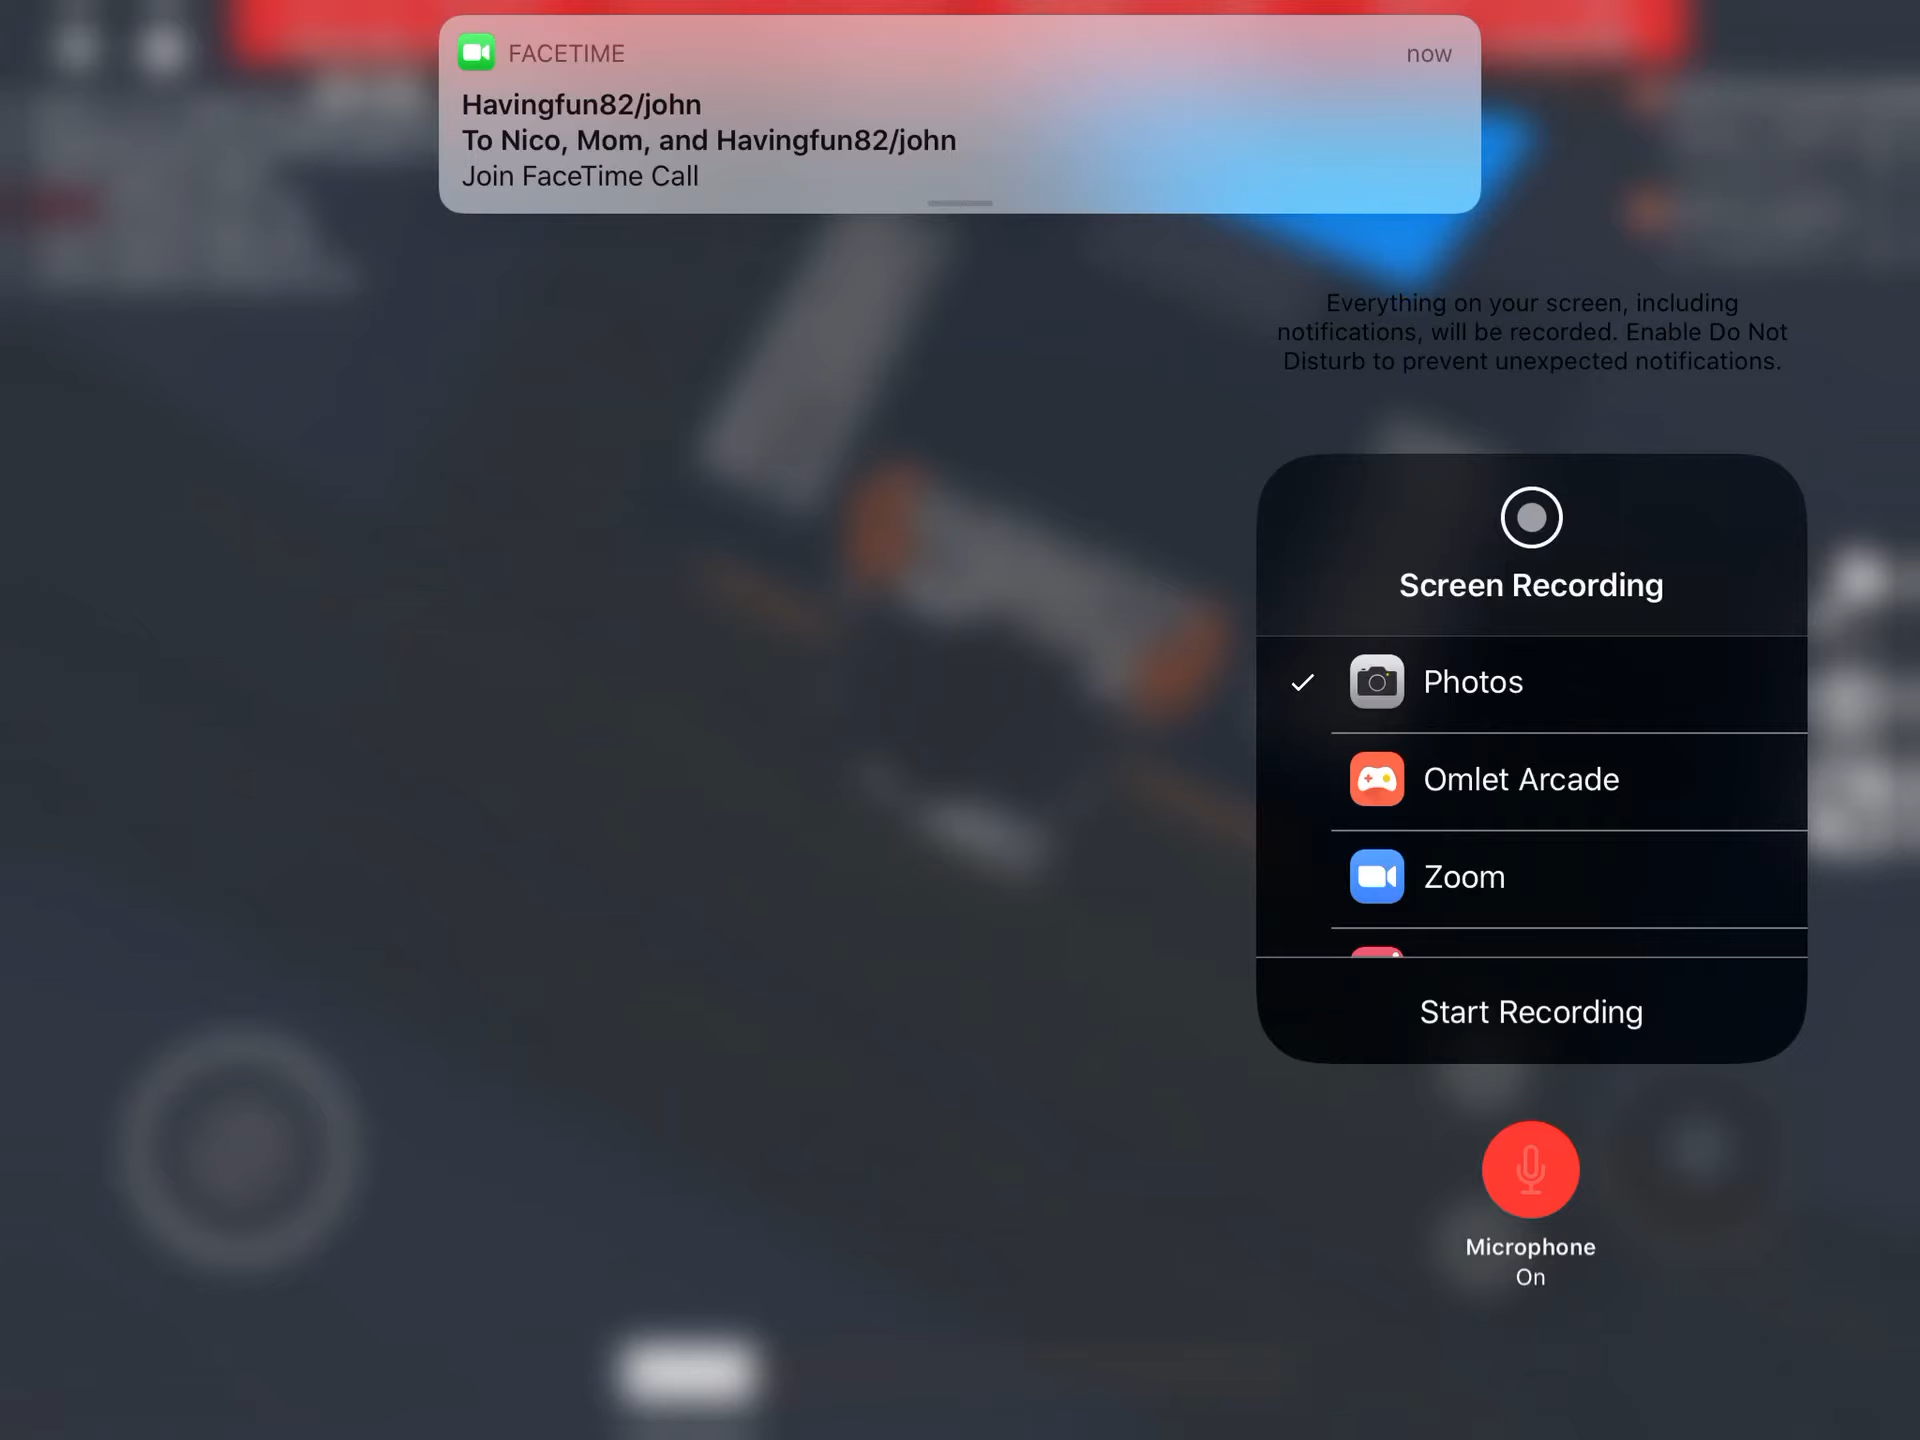 FACETIME
now
Havingfun82/john
To Nico, Mom, and Havingfun82/john
Join FaceTime Call
Everything on your screen, including
notifications, will be recorded. Enable Do Not
Disturb to prevent unexpected notifications.
Screen Recording
Photos
Omlet Arcade
Zoom
Start Recording
Microphone
On